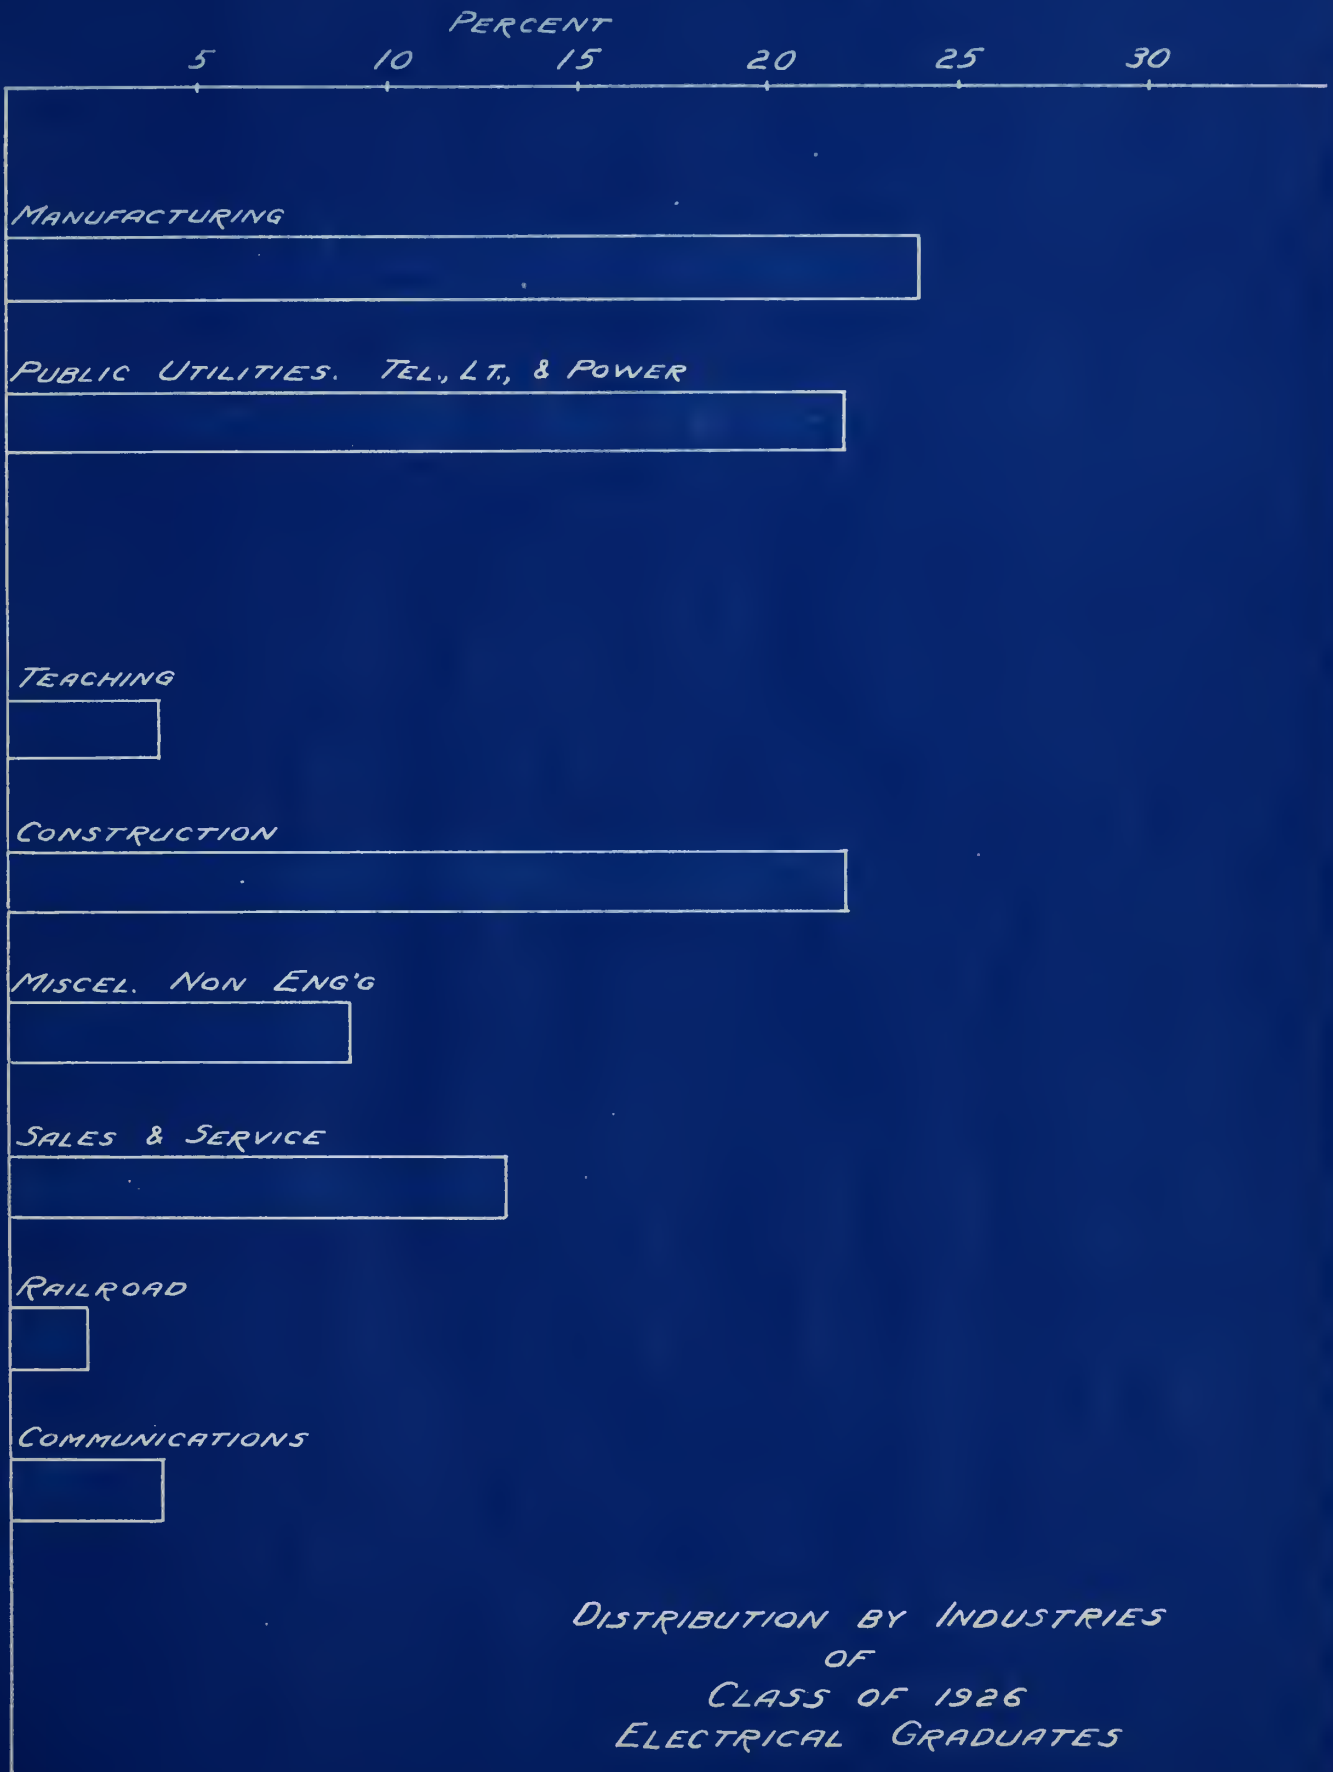 PERCENT
5 10 15 20 25 30
MANUFACTURING
PUBLIC UTILITIES. TEL., LT., & POWER
TEACHING
CONSTRUCTION
MISCEL. NON ENG'G
SALES & SERVICE
RAILROAD
COMMUNICATIONS
DISTRIBUTION BY INDUSTRIES
OF
CLASS OF 1926
ELECTRICAL GRADUATES